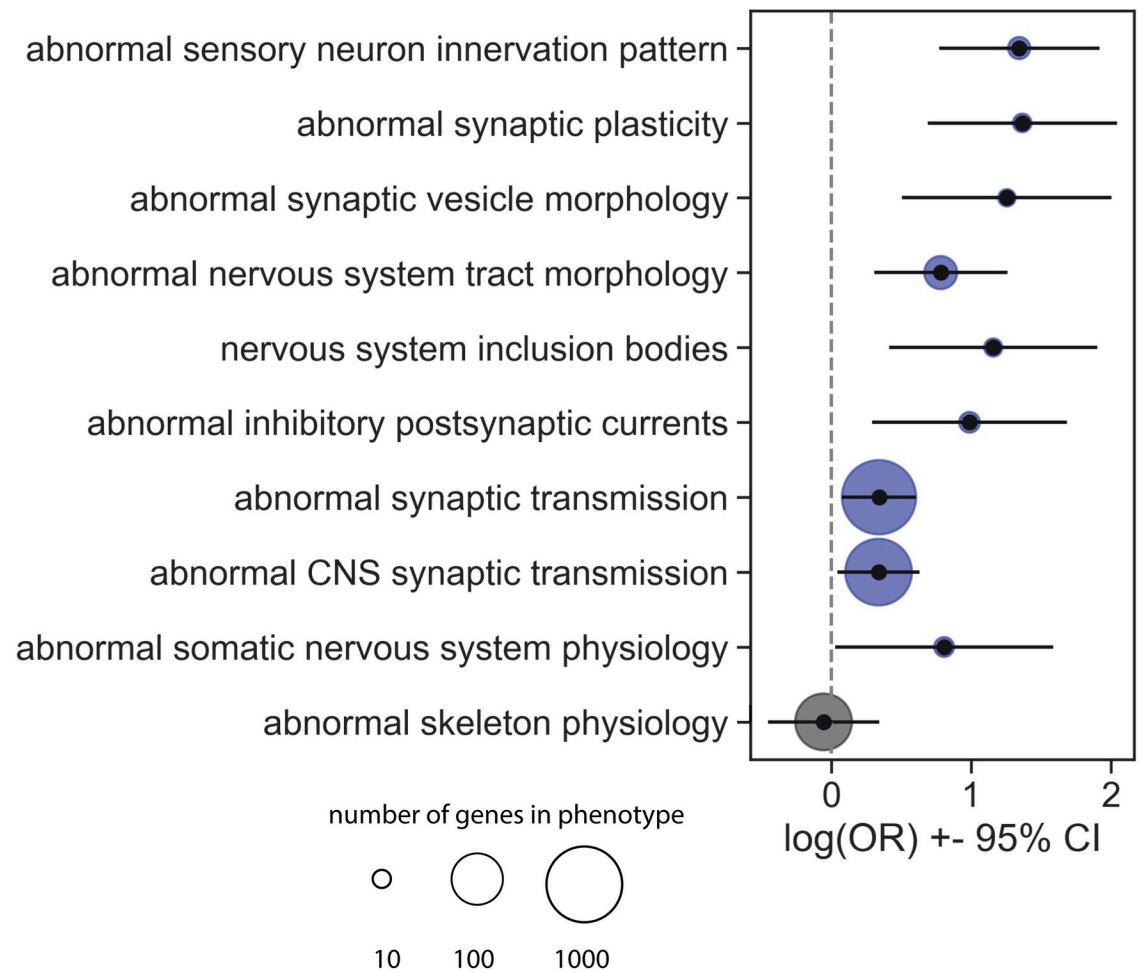 abnormal sensory neuron innervation pattern
abnormal synaptic plasticity
abnormal synaptic vesicle morphology
abnormal nervous system tract morphology
nervous system inclusion bodies
abnormal inhibitory postsynaptic currents
abnormal synaptic transmission
abnormal CNS synaptic transmission
abnormal somatic nervous system physiology
abnormal skeleton physiology
0 1 2
log(OR) +- 95% CI
number of genes in phenotype
10 100 1000